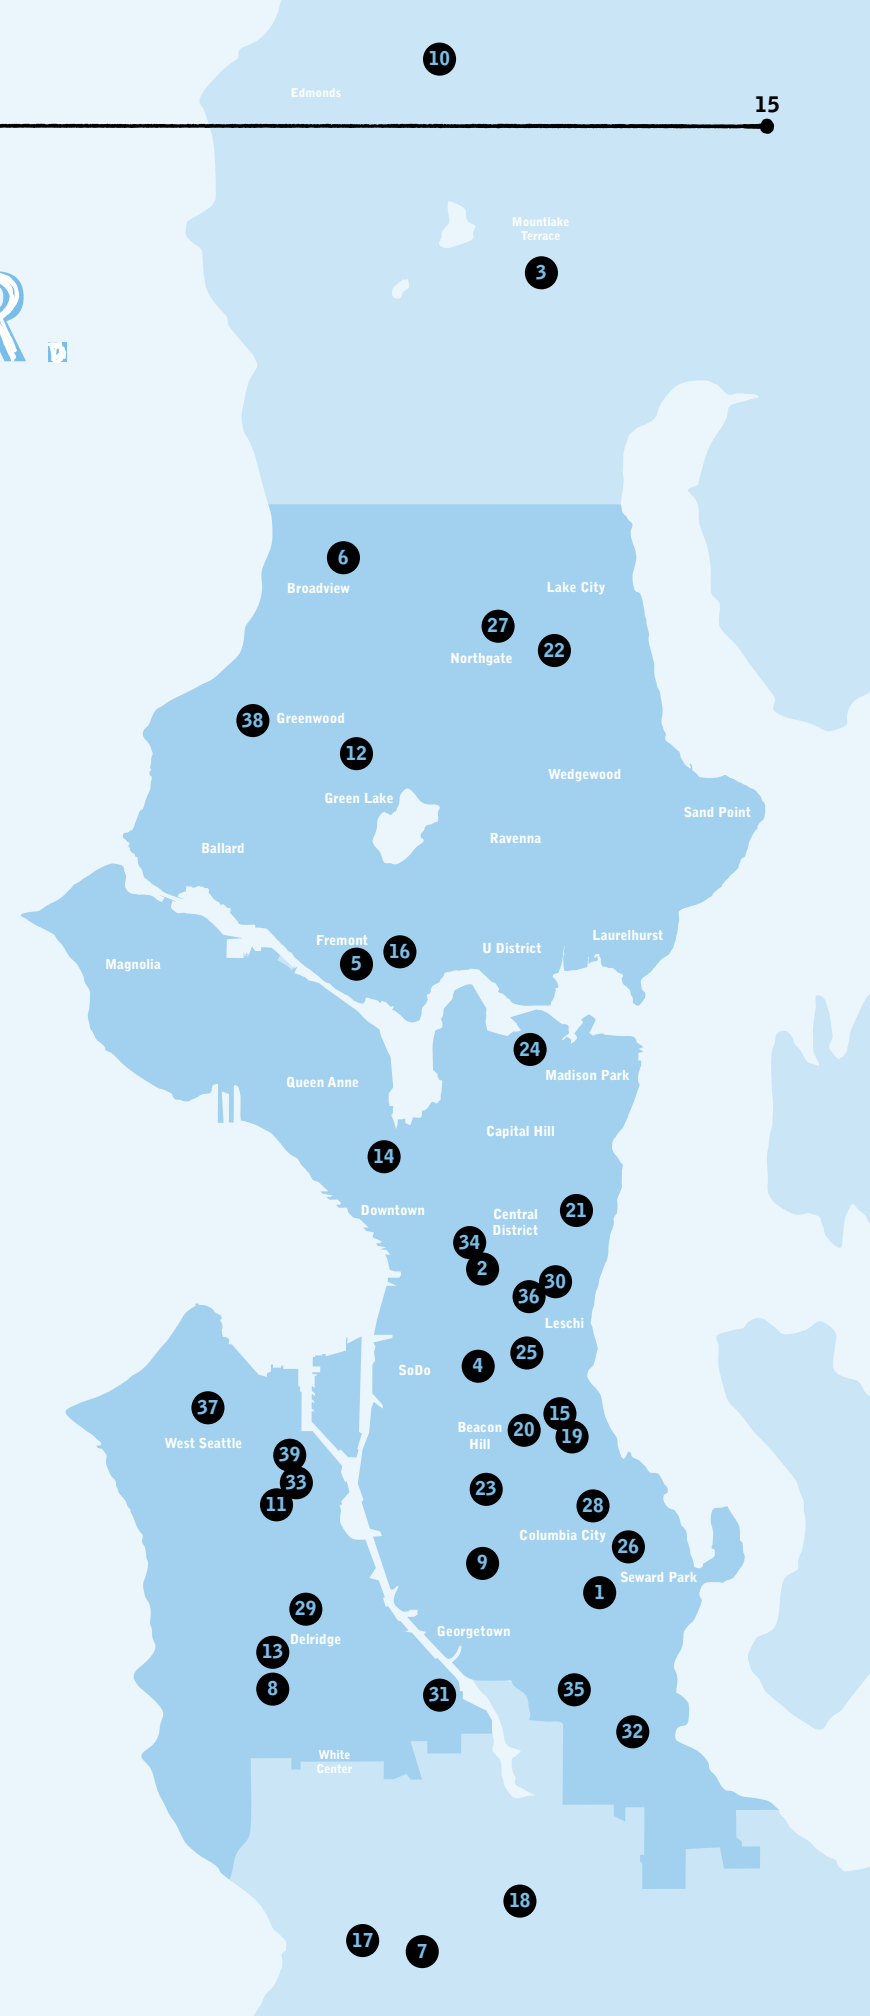 10
Edmonds
15
Mountlake
Terrace
3
R
6
Broadview
Lake City
27
22
Northgate
38
Greenwood
12
Wedgewood
Green Lake
Sand Point
Ravenna
Ballard
Laurelhurst
Fremont
16
U District
5
Magnolia
24
Madison Park
Queen Anne
Capital Hill
14
Downtown
21
Central
District
34
2
30
36
Leschi
25
4
SoDo
37
15
Beacon
Hill
20
19
West Seattle
39
33
11
23
28
Columbia City
26
9
Seward Park
1
29
Delridge
Georgetown
13
8
31
35
32
White
Center
18
17
7